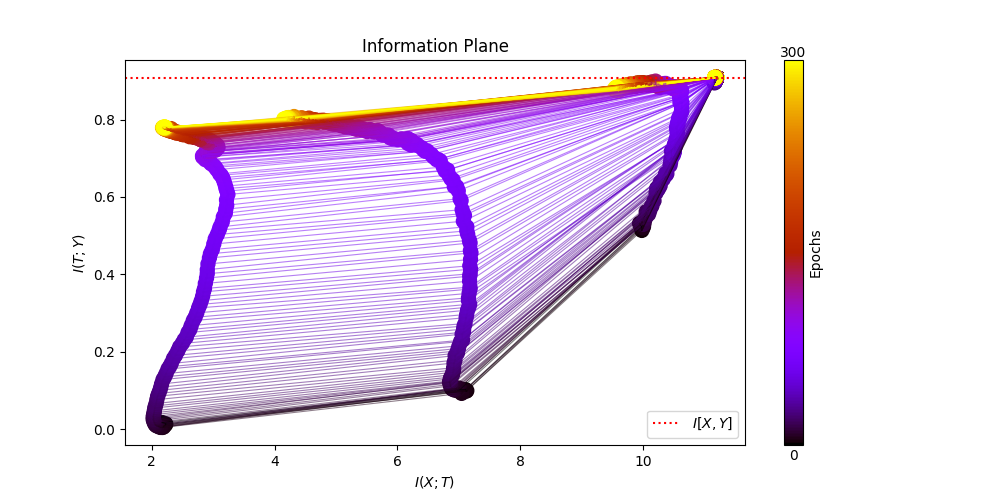 Information Plane
300
0.8
0.6
0.4
0.2
0.0
I(T; Y)
Epochs
I[X, Y]
2
4
6
8
10
0
I(X; T)